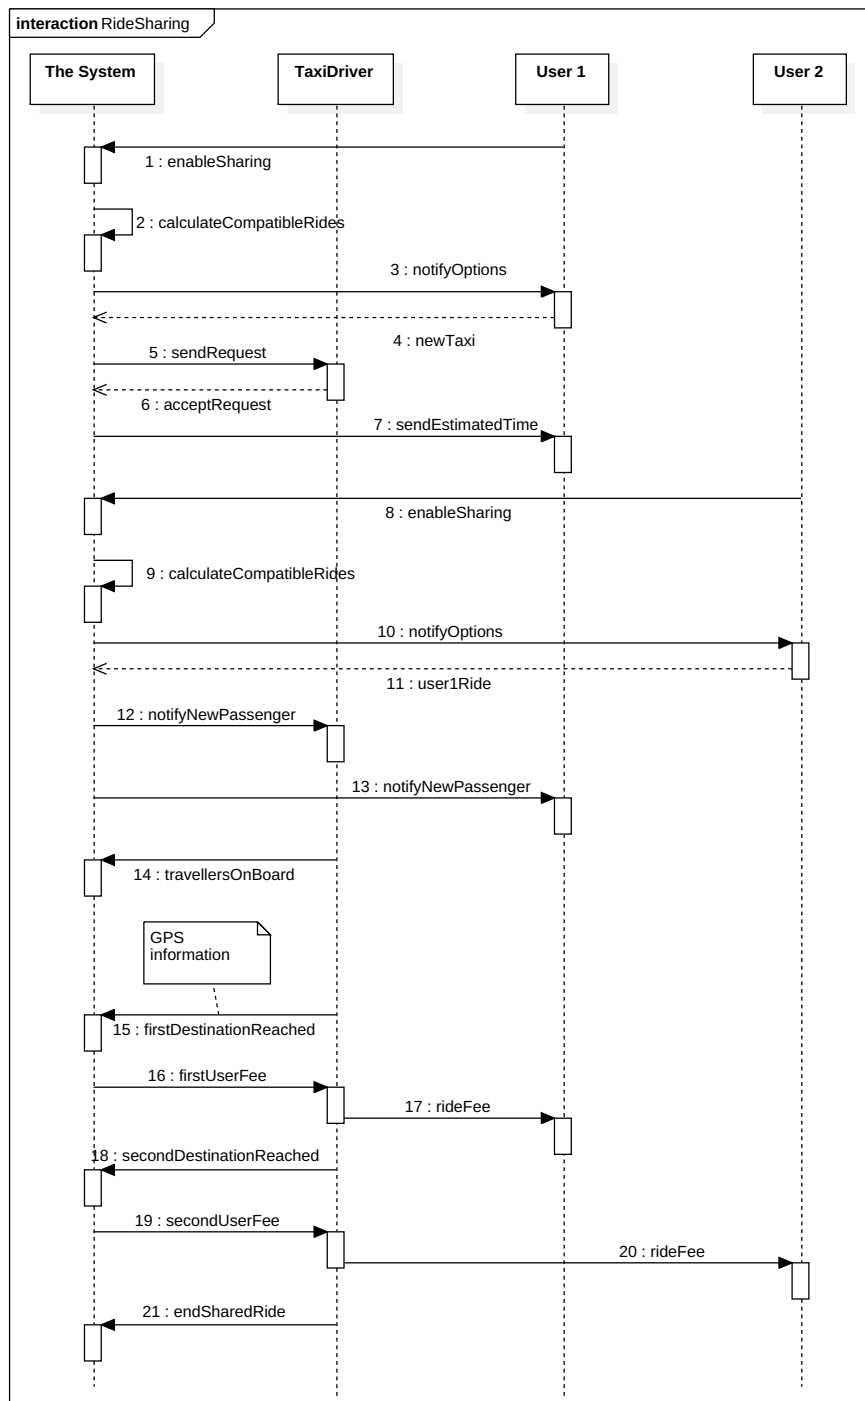 interaction RideSharing
The System
TaxiDriver
User 1
User 2
1 : enableSharing
2 : calculateCompatibleRides
3 : notifyOptions
4 : newTaxi
5 : sendRequest
6 : acceptRequest
7 : sendEstimatedTime
8 : enableSharing
9 : calculateCompatibleRides
10 : notifyOptions
11 : user1Ride
12 : notifyNewPassenger
13 : notifyNewPassenger
14 : travellersOnBoard
GPS
information
15 : firstDestinationReached
16 : firstUserFee
17 : rideFee
18 : secondDestinationReached
19 : secondUserFee
20 : rideFee
21 : endSharedRide